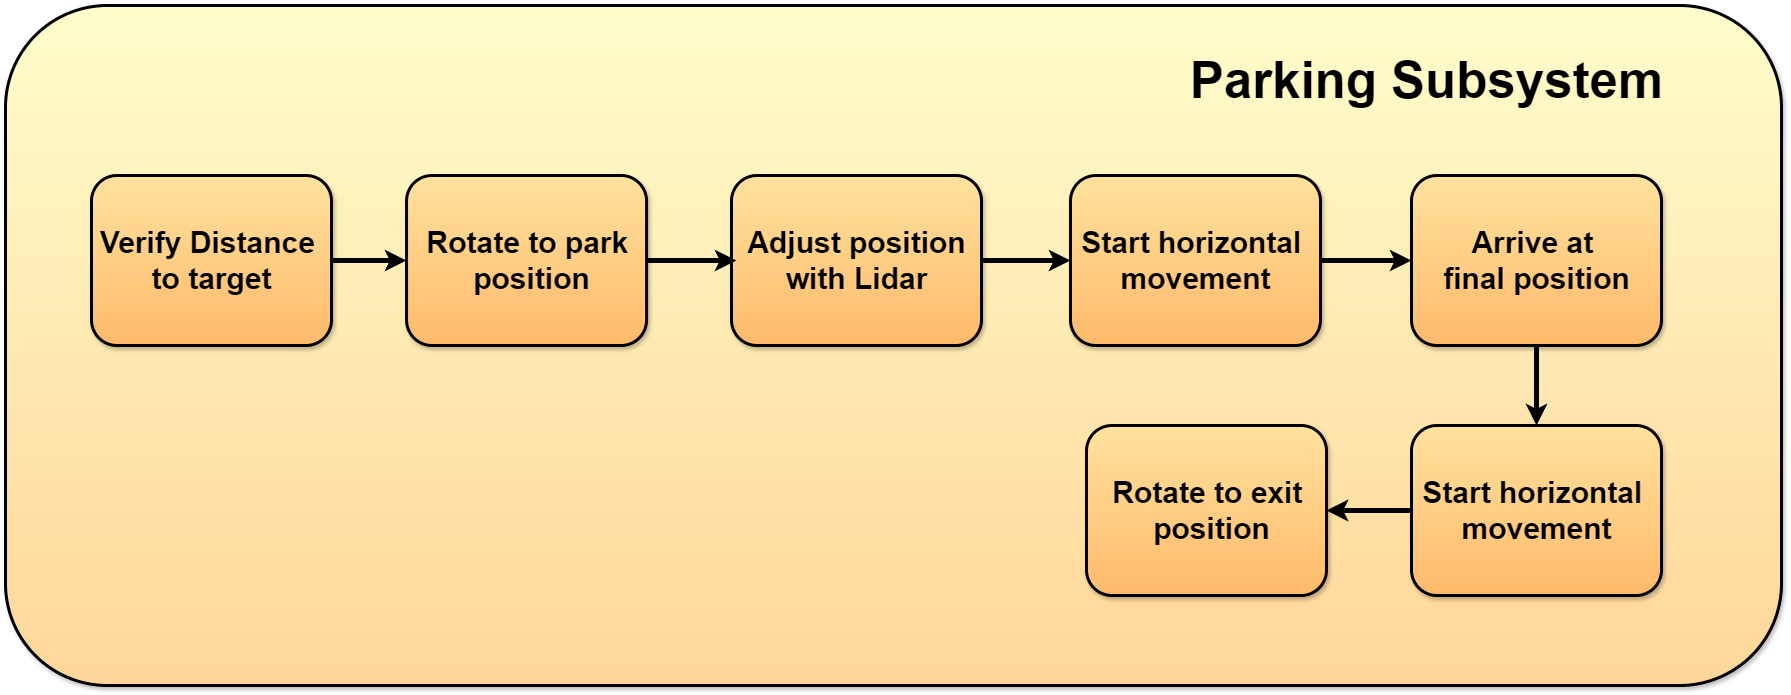 Parking Subsystem
Verify Distance
to target
Rotate to park
position
Adjust position
with Lidar
Start horizontal
movement
Arrive at
final position
Start horizontal
movement
Rotate to exit
position